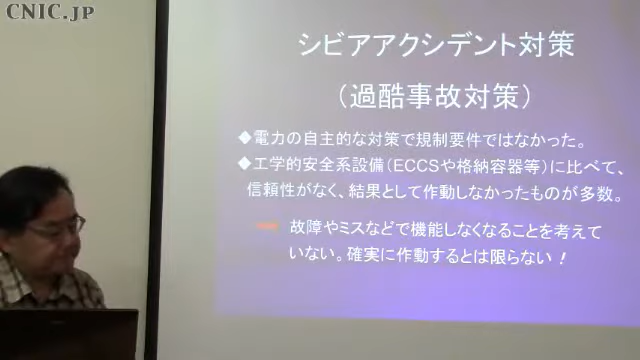 CNIC.JP
シビアアクシデント対策
（過酷事故対策）
◆電力の自主的な対策で規制要件ではなかった。
◆工学的安全系設備（ECCSや格納容器等）に比べて、
信頼性がなく、結果として作動しなかったものが多数。
故障やミスなどで機能しなくなることを考えて
いない。確実に作動するとは限らない！